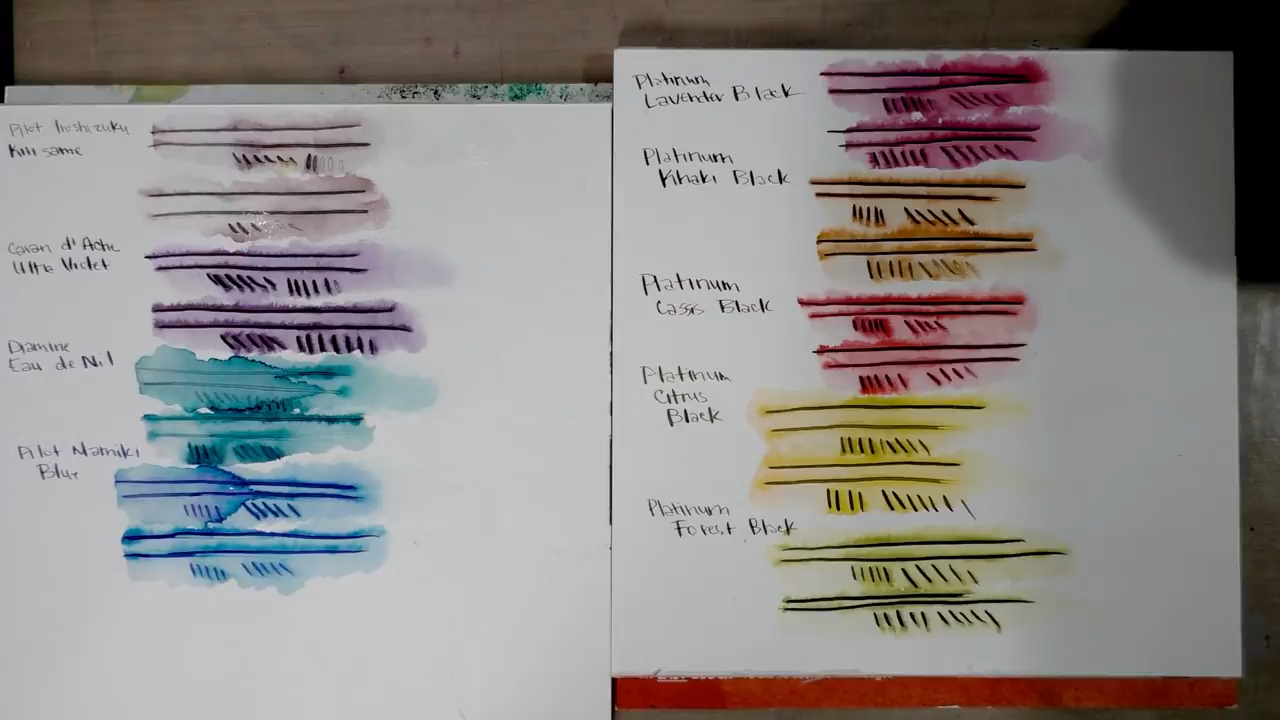 Pilot Iroshizuku
Kiri same
Caran d'Ache
Ultra Violet
Diamine
Eau de Nil
Pilot Namiki
Blue
Platinum
Lavender Black
Platinum
Khaki Black
Platinum
Cassis Black
Platinum
Citrus
Black
Platinum
Forest Black